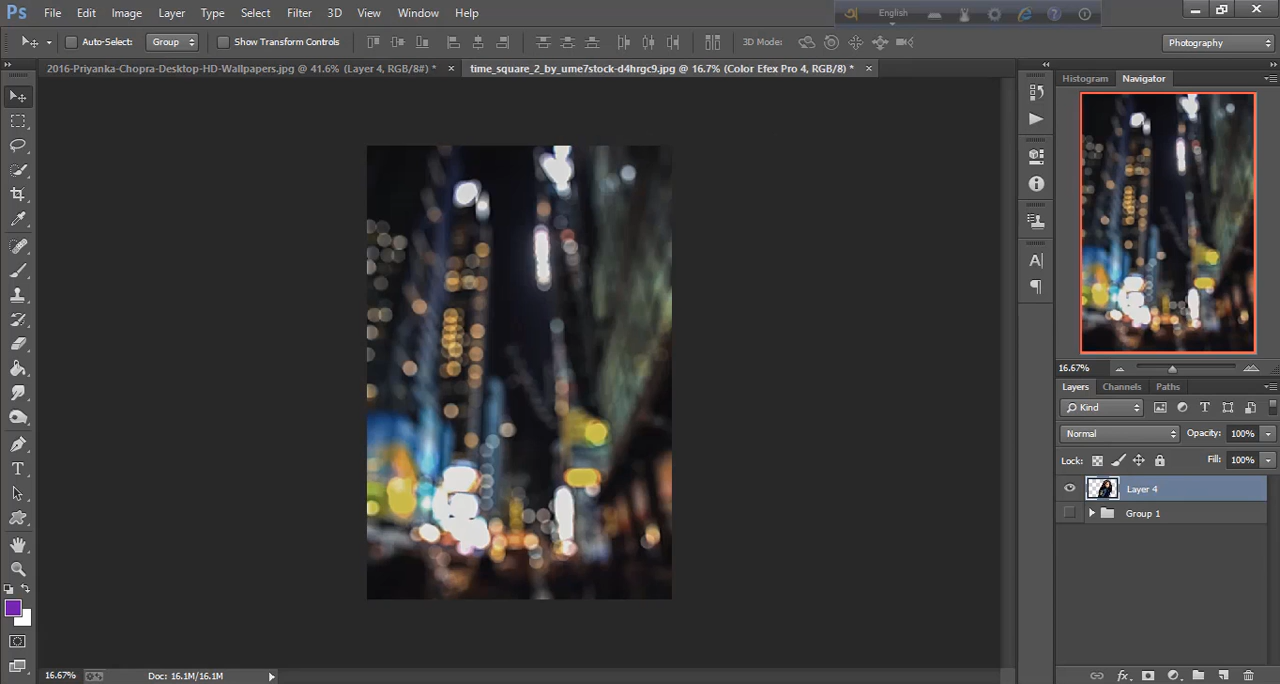 Ps File Edit Image Layer Type Select Filter 3D View Window Help English
Auto-Select: Group Show Transform Controls 3D Mode: Photography
2016-Priyanka-Chopra-Desktop-HD-Wallpapers.jpg @ 41.6% (Layer 4, RGB/8#) * × time_square_2_by_ume7stock-d4hrgc9.jpg @ 16.7% (Color Efex Pro 4, RGB/8) * ×
Histogram Navigator
16.67%
Layers Channels Paths
Kind
Normal Opacity: 100%
Lock: Fill: 100%
Layer 4
Group 1
16.67% Doc: 16.1M/16.1M